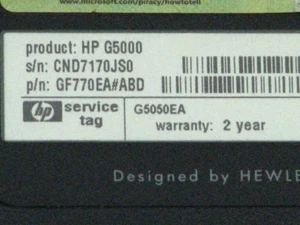 www.microsoft.com/piracy/howtotell
product: HP G5000
s/n: CND7170JS0
p/n: GF770EA#ABD
hp service tag
G5050EA
warranty: 2 year
Designed by HEWLE